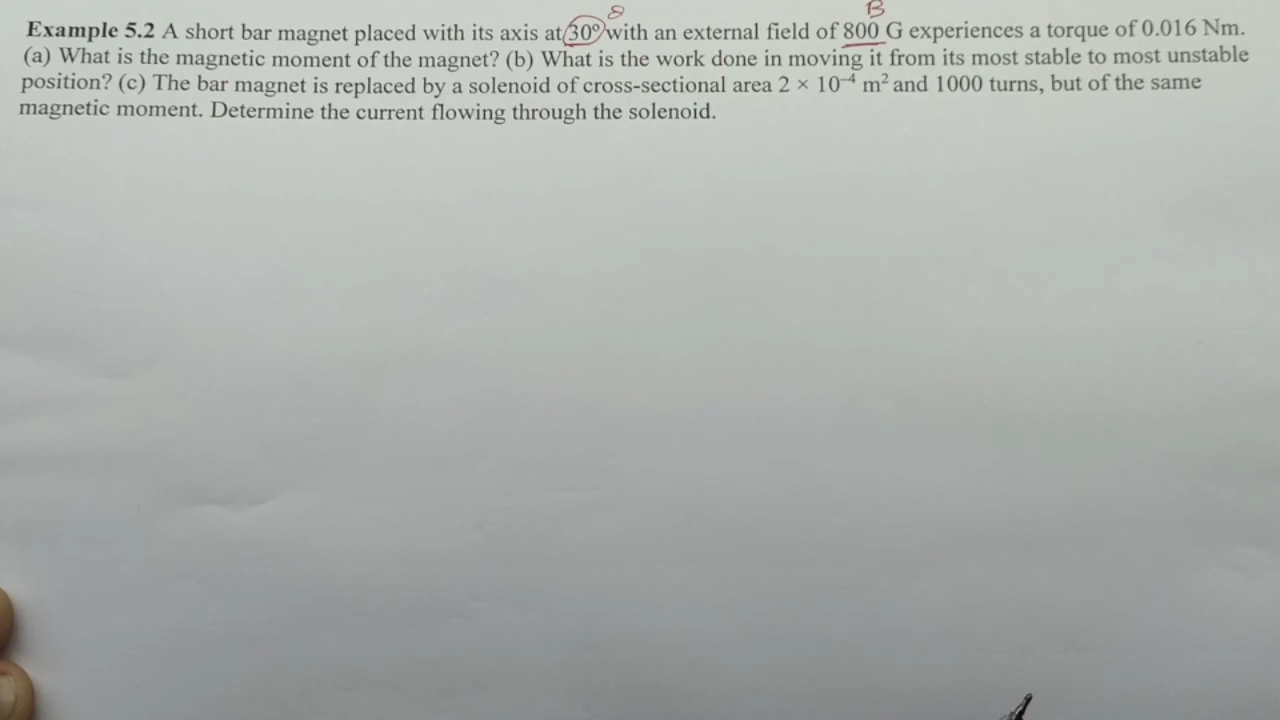 θ B
Example 5.2 A short bar magnet placed with its axis at 30° with an external field of 800 G experiences a torque of 0.016 Nm.
(a) What is the magnetic moment of the magnet? (b) What is the work done in moving it from its most stable to most unstable
position? (c) The bar magnet is replaced by a solenoid of cross-sectional area 2 × 10⁻⁴ m² and 1000 turns, but of the same
magnetic moment. Determine the current flowing through the solenoid.